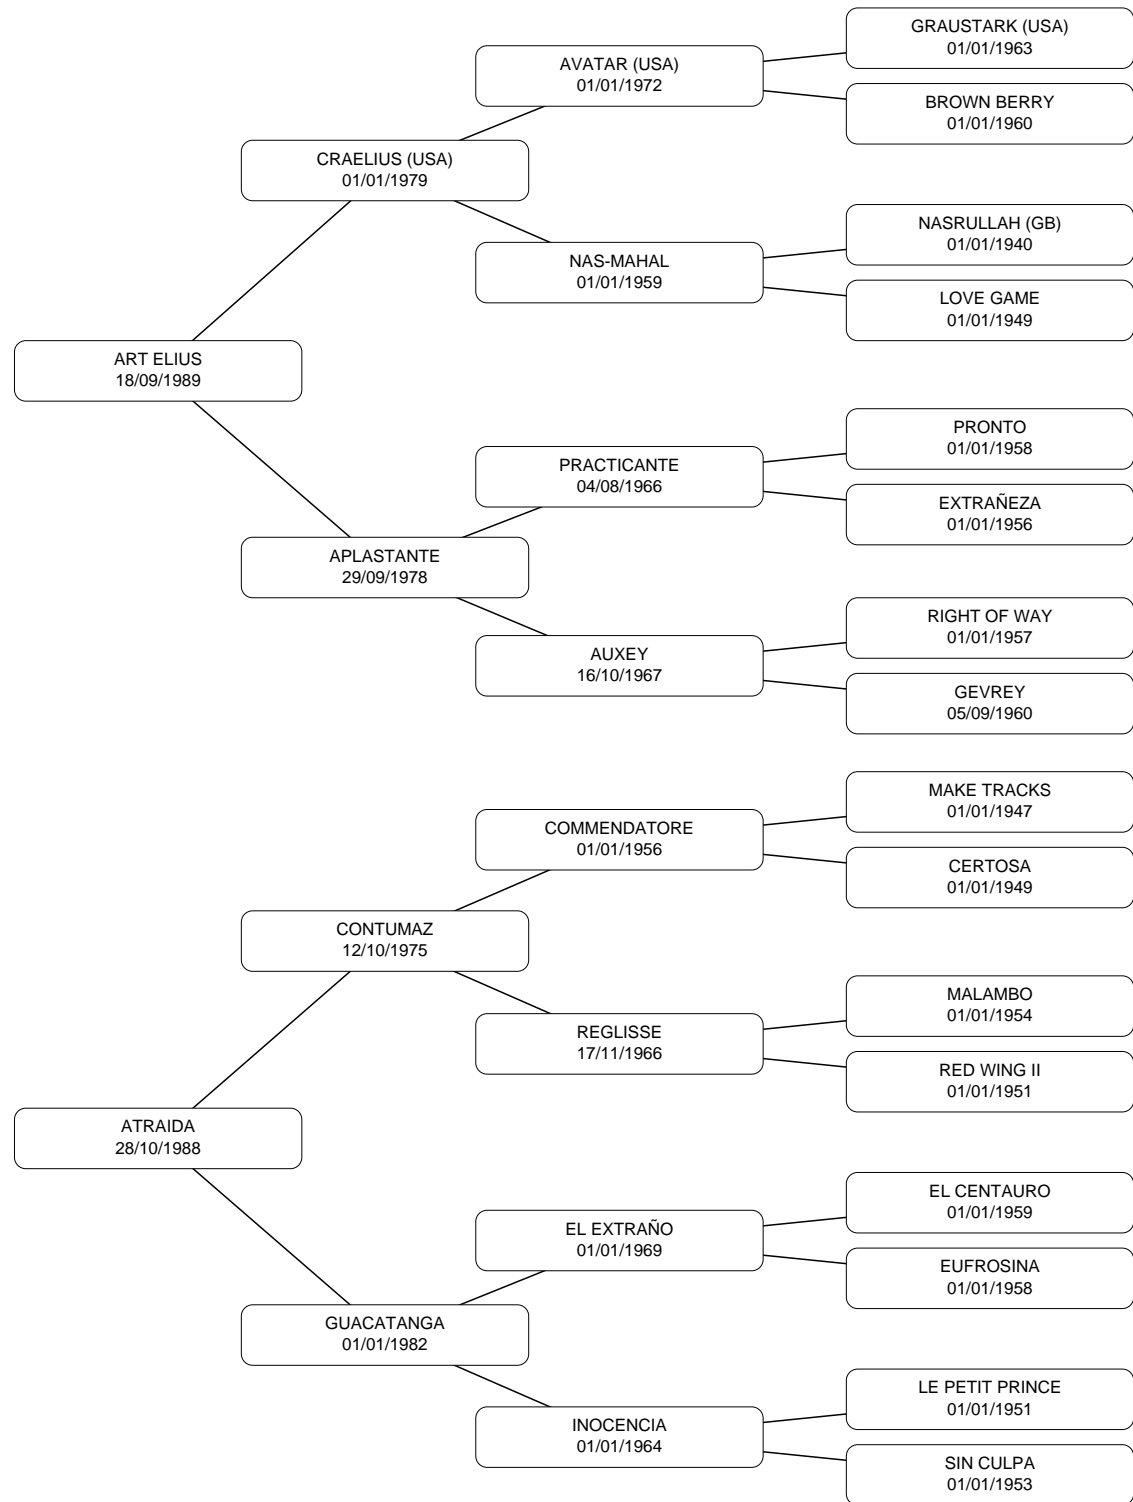 GRAUSTARK (USA)
01/01/1963
AVATAR (USA)
01/01/1972
BROWN BERRY
01/01/1960
CRAELIUS (USA)
01/01/1979
NASRULLAH (GB)
01/01/1940
NAS-MAHAL
01/01/1959
LOVE GAME
01/01/1949
ART ELIUS
18/09/1989
PRONTO
01/01/1958
PRACTICANTE
04/08/1966
EXTRAÑEZA
01/01/1956
APLASTANTE
29/09/1978
RIGHT OF WAY
01/01/1957
AUXEY
16/10/1967
GEVREY
05/09/1960
MAKE TRACKS
01/01/1947
COMMENDATORE
01/01/1956
CERTOSA
01/01/1949
CONTUMAZ
12/10/1975
MALAMBO
01/01/1954
REGLISSE
17/11/1966
RED WING II
01/01/1951
ATRAIDA
28/10/1988
EL CENTAURO
01/01/1959
EL EXTRAÑO
01/01/1969
EUFROSINA
01/01/1958
GUACATANGA
01/01/1982
LE PETIT PRINCE
01/01/1951
INOCENCIA
01/01/1964
SIN CULPA
01/01/1953